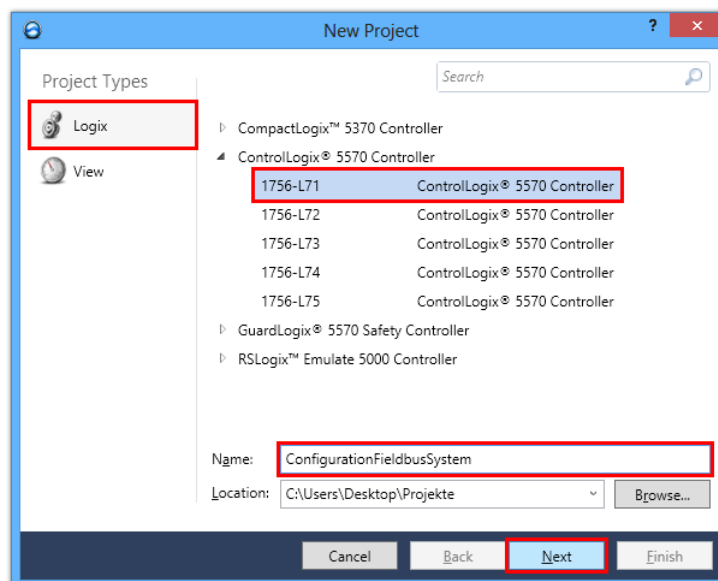 New Project ?
Project Types
Search
Logix
View
CompactLogix™ 5370 Controller
ControlLogix® 5570 Controller
1756-L71 ControlLogix® 5570 Controller
1756-L72 ControlLogix® 5570 Controller
1756-L73 ControlLogix® 5570 Controller
1756-L74 ControlLogix® 5570 Controller
1756-L75 ControlLogix® 5570 Controller
GuardLogix® 5570 Safety Controller
RSLogix™ Emulate 5000 Controller
Name: ConfigurationFieldbusSystem
Location: C:\Users\Desktop\Projekte Browse...
Cancel Back Next Finish